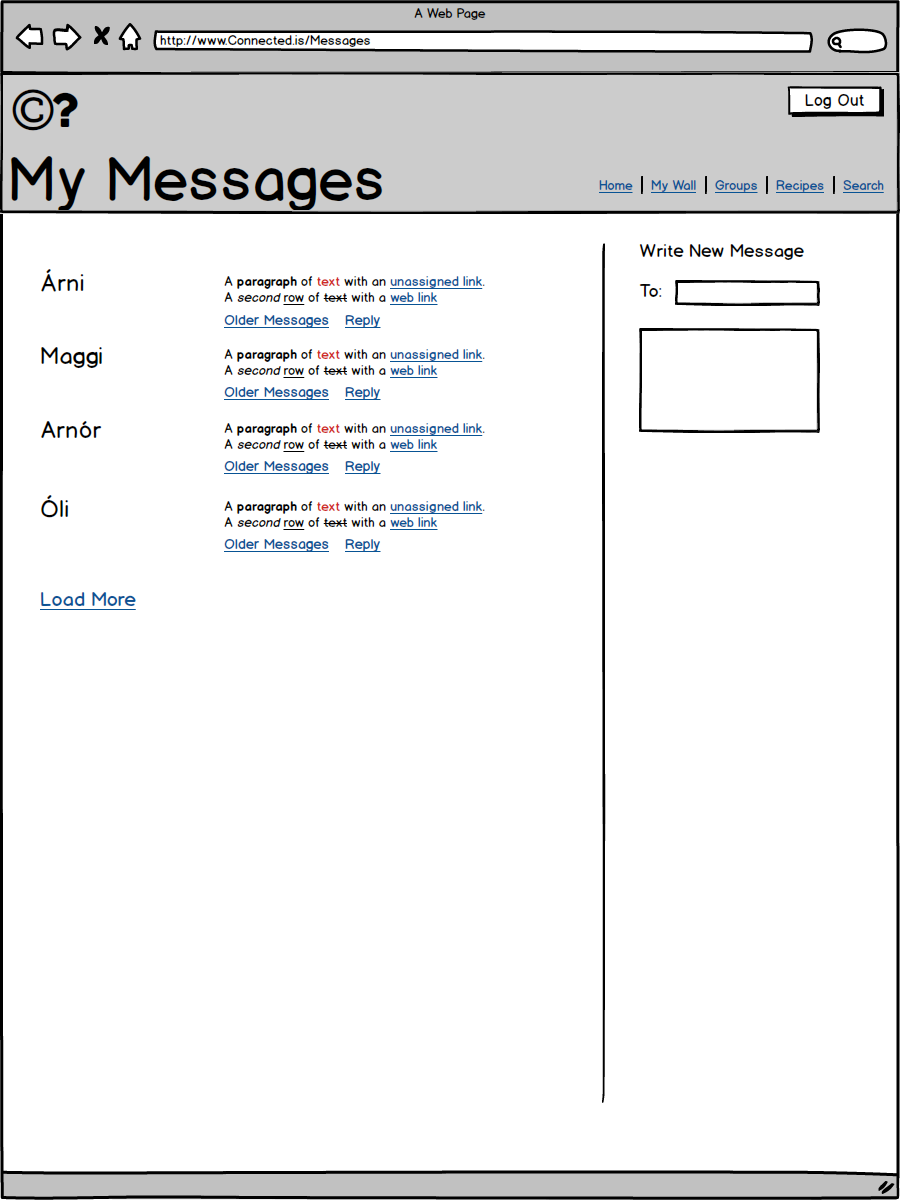 A Web Page
http://www.Connected.is/Messages
©?
Log Out
My Messages
Home | My Wall | Groups | Recipes | Search
Árni
A paragraph of text with an unassigned link.
A second row of text with a web link
Older Messages Reply
Maggi
A paragraph of text with an unassigned link.
A second row of text with a web link
Older Messages Reply
Arnór
A paragraph of text with an unassigned link.
A second row of text with a web link
Older Messages Reply
Óli
A paragraph of text with an unassigned link.
A second row of text with a web link
Older Messages Reply
Load More
Write New Message
To: